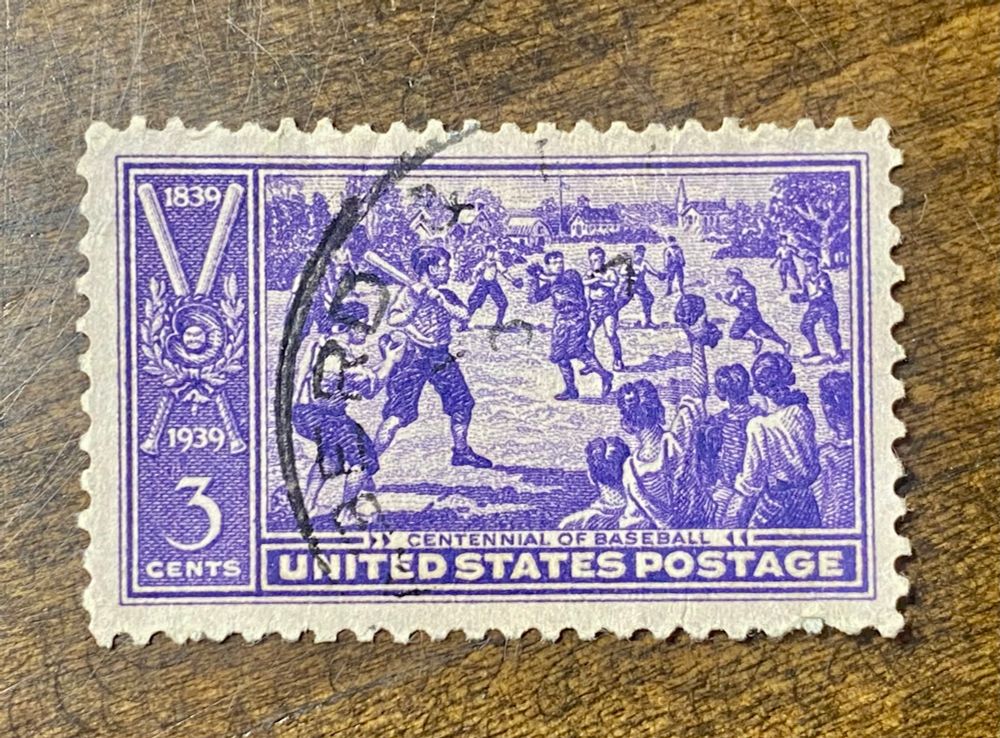 1839
1939
3
CENTS
CENTENNIAL OF BASEBALL
UNITED STATES POSTAGE